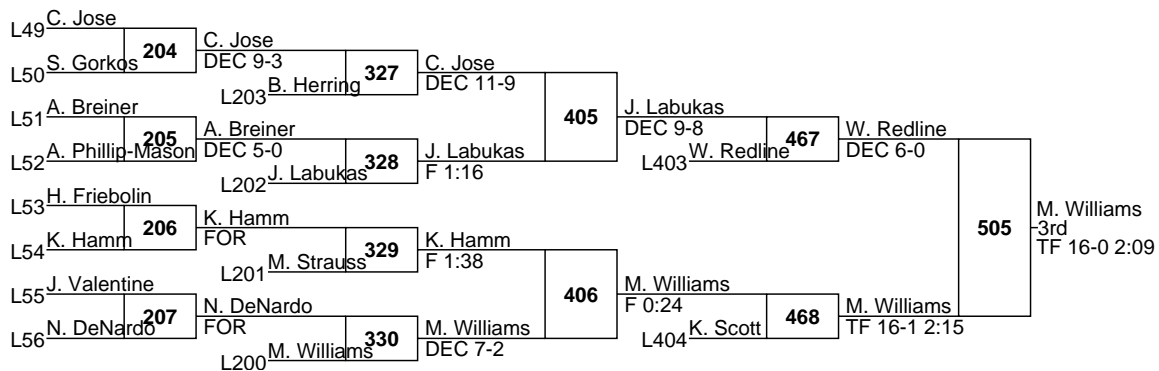 L49 C. Jose
204
L50 S. Gorkos
C. Jose
DEC 9-3
327
L203 B. Herring
C. Jose
DEC 11-9
L51 A. Breiner
205
L52 A. Phillip-Mason
A. Breiner
DEC 5-0
328
L202 J. Labukas
J. Labukas
F 1:16
405
J. Labukas
DEC 9-8
467
L403 W. Redline
W. Redline
DEC 6-0
L53 H. Friebolin
206
L54 K. Hamm
K. Hamm
FOR
329
L201 M. Strauss
K. Hamm
F 1:38
L55 J. Valentine
207
L56 N. DeNardo
N. DeNardo
FOR
330
L200 M. Williams
M. Williams
DEC 7-2
406
M. Williams
F 0:24
468
L404 K. Scott
M. Williams
TF 16-1 2:15
505
M. Williams
3rd
TF 16-0 2:09